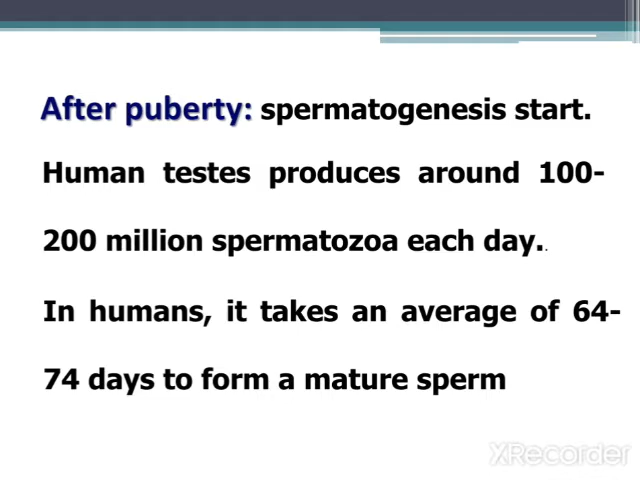 After puberty: spermatogenesis start.
Human testes produces around 100-
200 million spermatozoa each day..
In humans, it takes an average of 64-
74 days to form a mature sperm
XRecorder